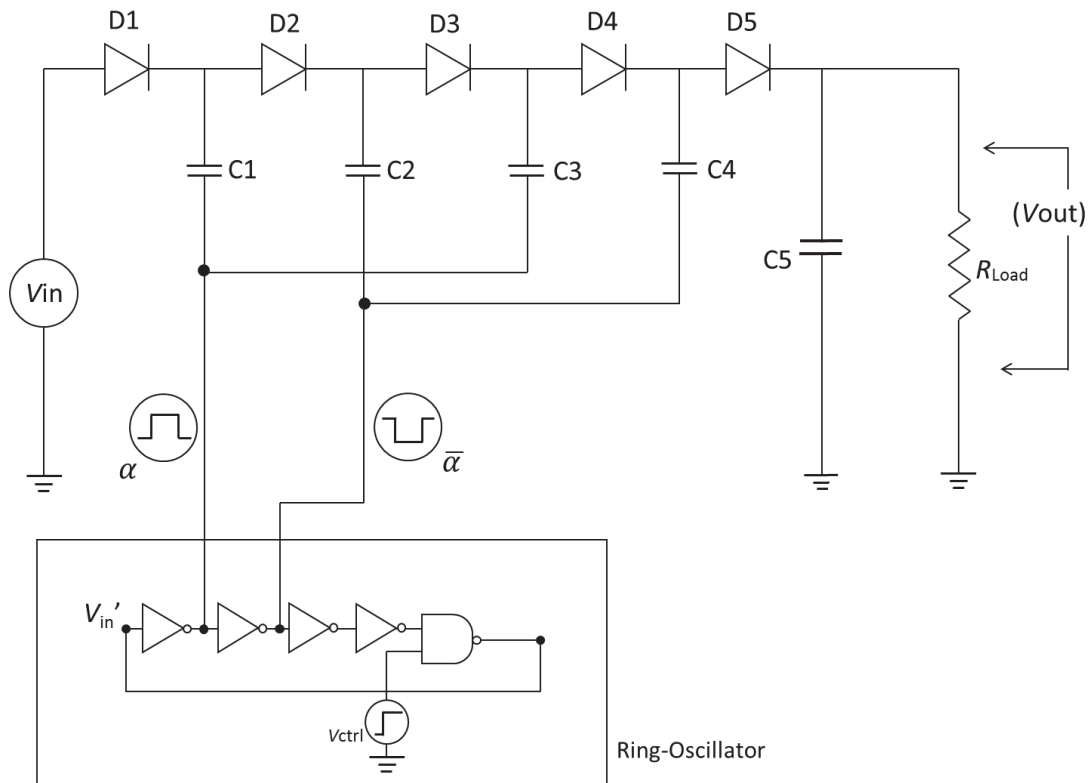 D1
D2
D3
D4
D5
C1
C2
C3
C4
(Vout)
C5
RLoad
Vin
α
α̅
Vin’
Vctrl
Ring-Oscillator